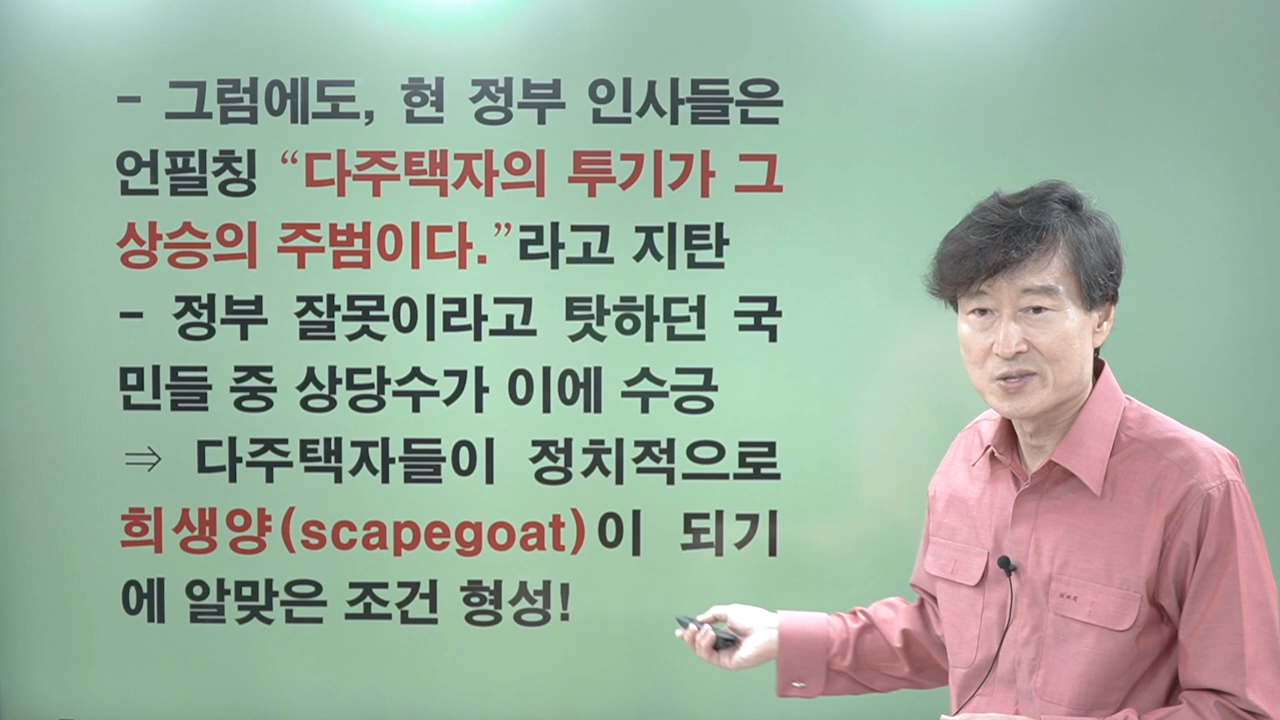 - 그럼에도, 현 정부 인사들은
언필칭 “다주택자의 투기가 그
상승의 주범이다.”라고 지탄
- 정부 잘못이라고 탓하던 국
민들 중 상당수가 이에 수긍
⇒ 다주택자들이 정치적으로
희생양(scapegoat)이 되기
에 알맞은 조건 형성!